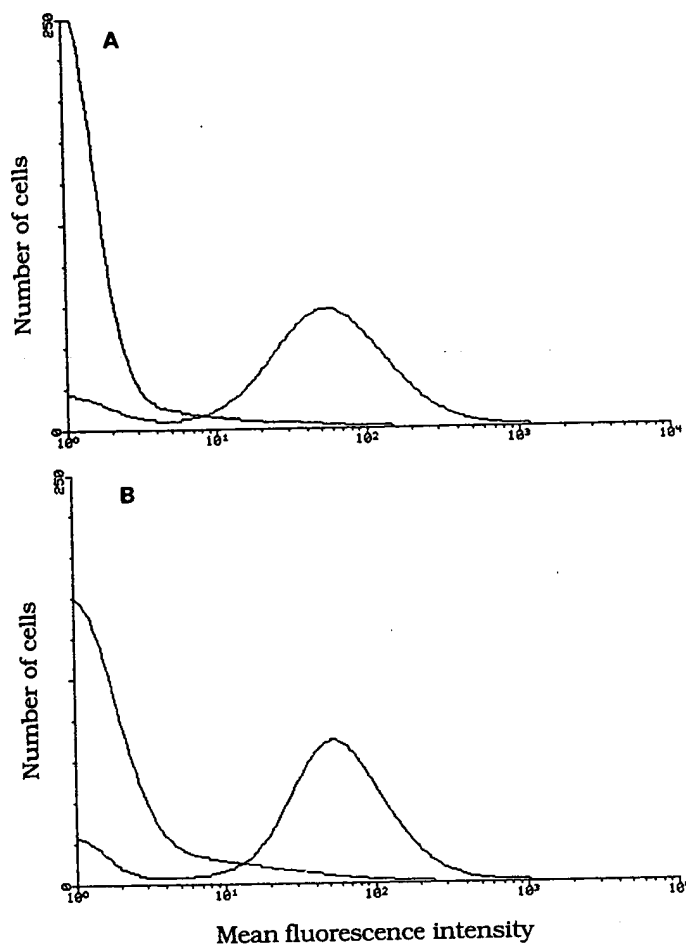 250
A
Number of cells
0
10⁰ 10¹ 10² 10³ 10⁴
250
B
Number of cells
0
10⁰ 10¹ 10² 10³
Mean fluorescence intensity